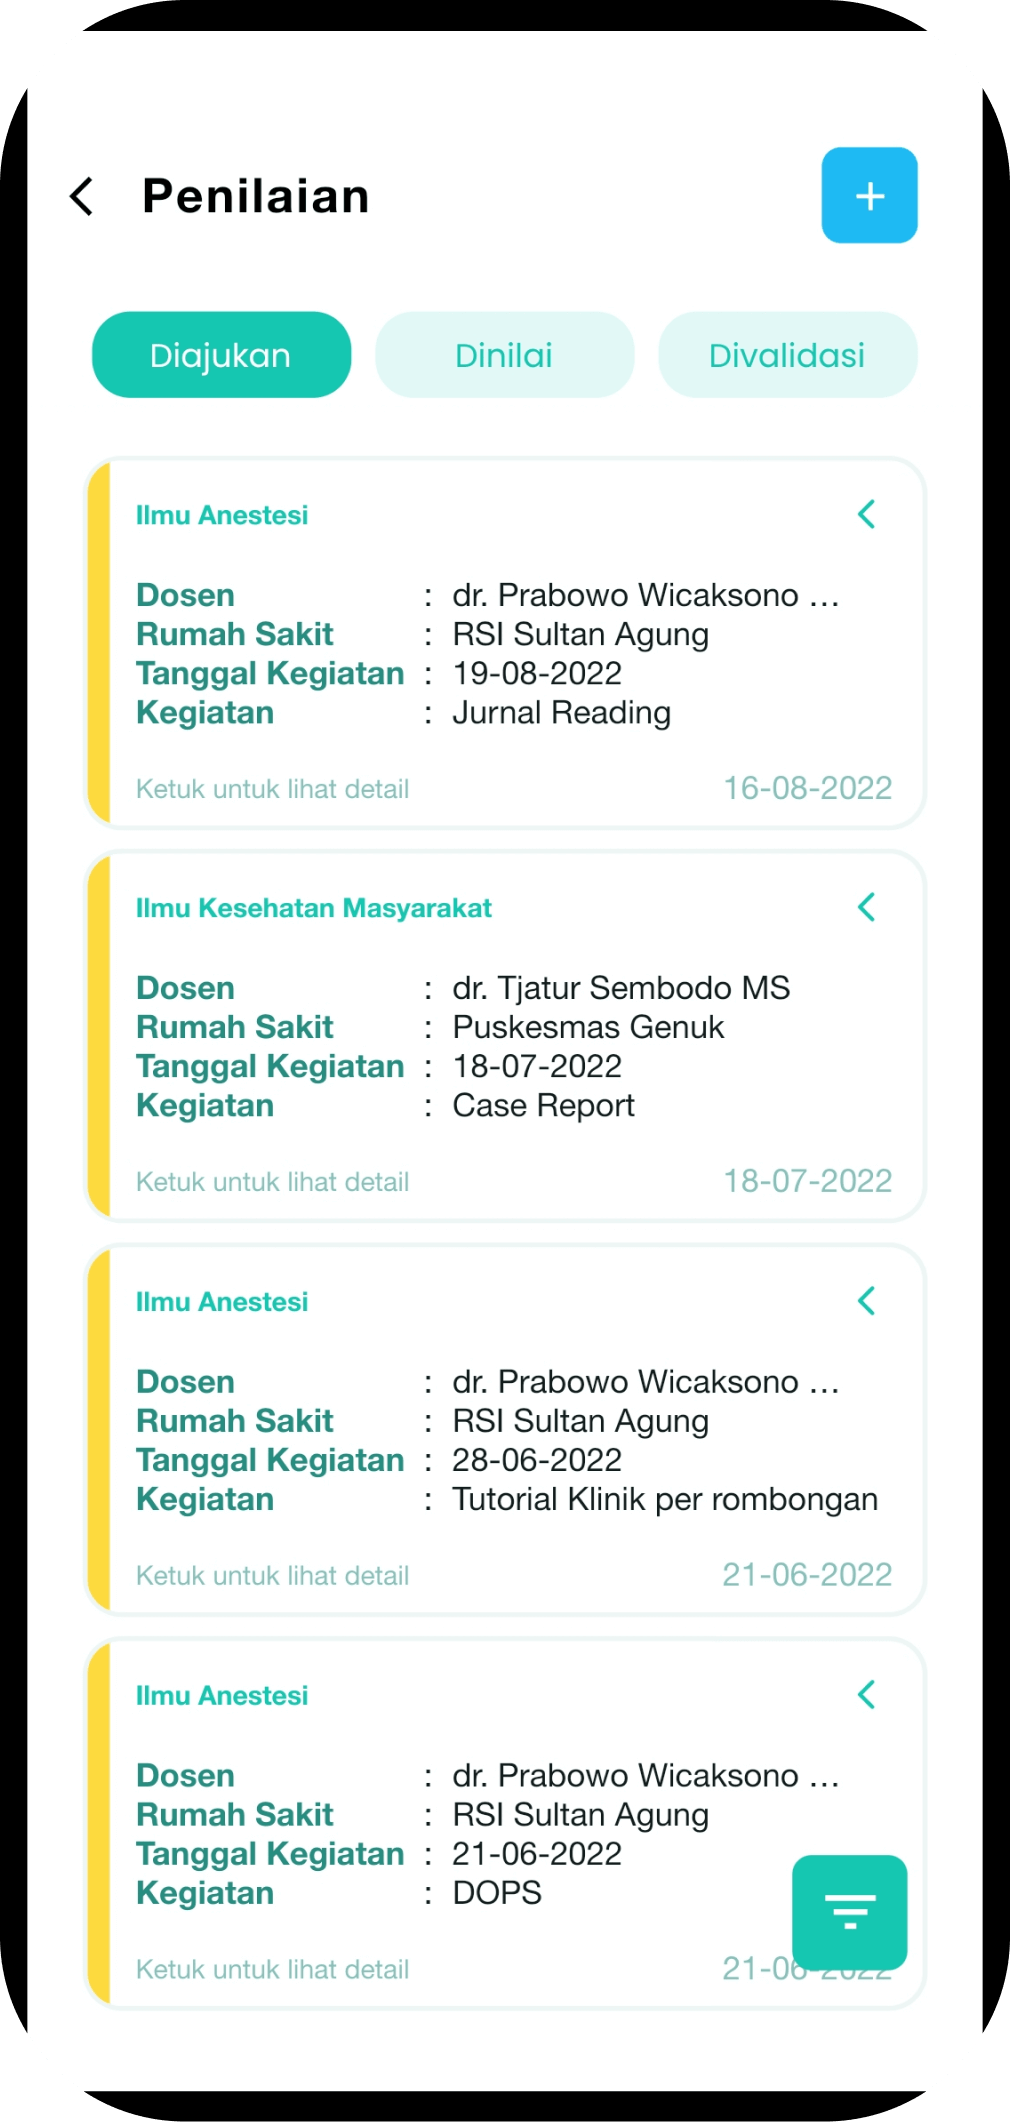 Penilaian
Diajukan Dinilai Divalidasi
Ilmu Anestesi
Dosen : dr. Prabowo Wicaksono ...
Rumah Sakit : RSI Sultan Agung
Tanggal Kegiatan : 19-08-2022
Kegiatan : Jurnal Reading
Ketuk untuk lihat detail 16-08-2022
Ilmu Kesehatan Masyarakat
Dosen : dr. Tjatur Sembodo MS
Rumah Sakit : Puskesmas Genuk
Tanggal Kegiatan : 18-07-2022
Kegiatan : Case Report
Ketuk untuk lihat detail 18-07-2022
Ilmu Anestesi
Dosen : dr. Prabowo Wicaksono ...
Rumah Sakit : RSI Sultan Agung
Tanggal Kegiatan : 28-06-2022
Kegiatan : Tutorial Klinik per rombongan
Ketuk untuk lihat detail 21-06-2022
Ilmu Anestesi
Dosen : dr. Prabowo Wicaksono ...
Rumah Sakit : RSI Sultan Agung
Tanggal Kegiatan : 21-06-2022
Kegiatan : DOPS
Ketuk untuk lihat detail 21-06-2022